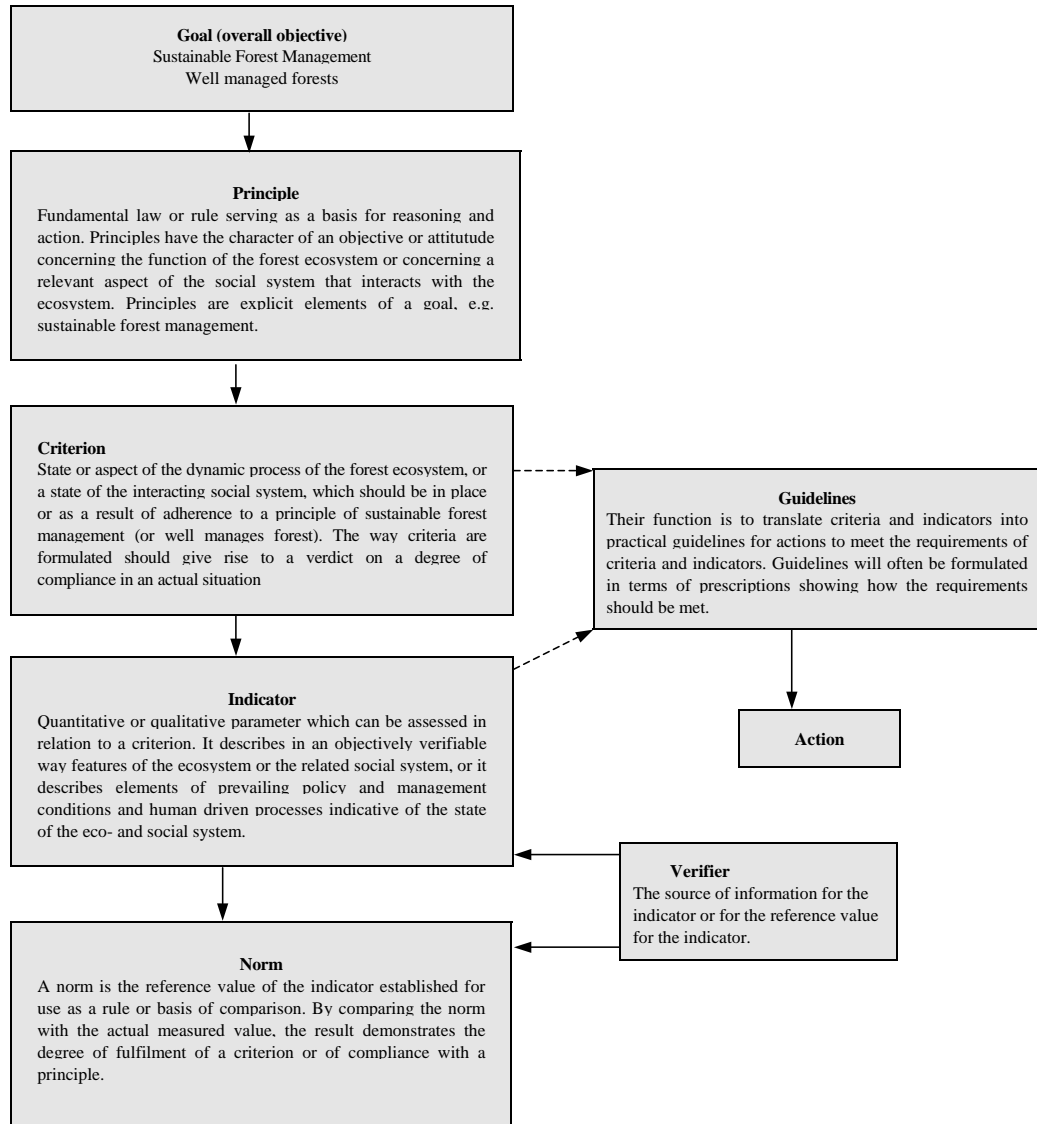 Goal (overall objective)
Sustainable Forest Management
Well managed forests
Principle
Fundamental law or rule serving as a basis for reasoning and
action. Principles have the character of an objective or attitutude
concerning the function of the forest ecosystem or concerning a
relevant aspect of the social system that interacts with the
ecosystem. Principles are explicit elements of a goal, e.g.
sustainable forest management.
Criterion
State or aspect of the dynamic process of the forest ecosystem, or
a state of the interacting social system, which should be in place
or as a result of adherence to a principle of sustainable forest
management (or well manages forest). The way criteria are
formulated should give rise to a verdict on a degree of
compliance in an actual situation
Guidelines
Their function is to translate criteria and indicators into
practical guidelines for actions to meet the requirements of
criteria and indicators. Guidelines will often be formulated
in terms of prescriptions showing how the requirements
should be met.
Indicator
Quantitative or qualitative parameter which can be assessed in
relation to a criterion. It describes in an objectively verifiable
way features of the ecosystem or the related social system, or it
describes elements of prevailing policy and management
conditions and human driven processes indicative of the state
of the eco- and social system.
Action
Verifier
The source of information for the
indicator or for the reference value
for the indicator.
Norm
A norm is the reference value of the indicator established for
use as a rule or basis of comparison. By comparing the norm
with the actual measured value, the result demonstrates the
degree of fulfilment of a criterion or of compliance with a
principle.